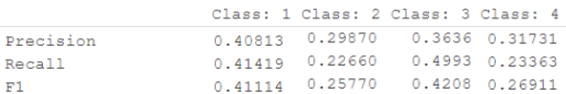 Class: 1 Class: 2 Class: 3 Class: 4
Precision 0.40813 0.29870 0.3636 0.31731
Recall 0.41419 0.22660 0.4993 0.23363
F1 0.41114 0.25770 0.4208 0.26911